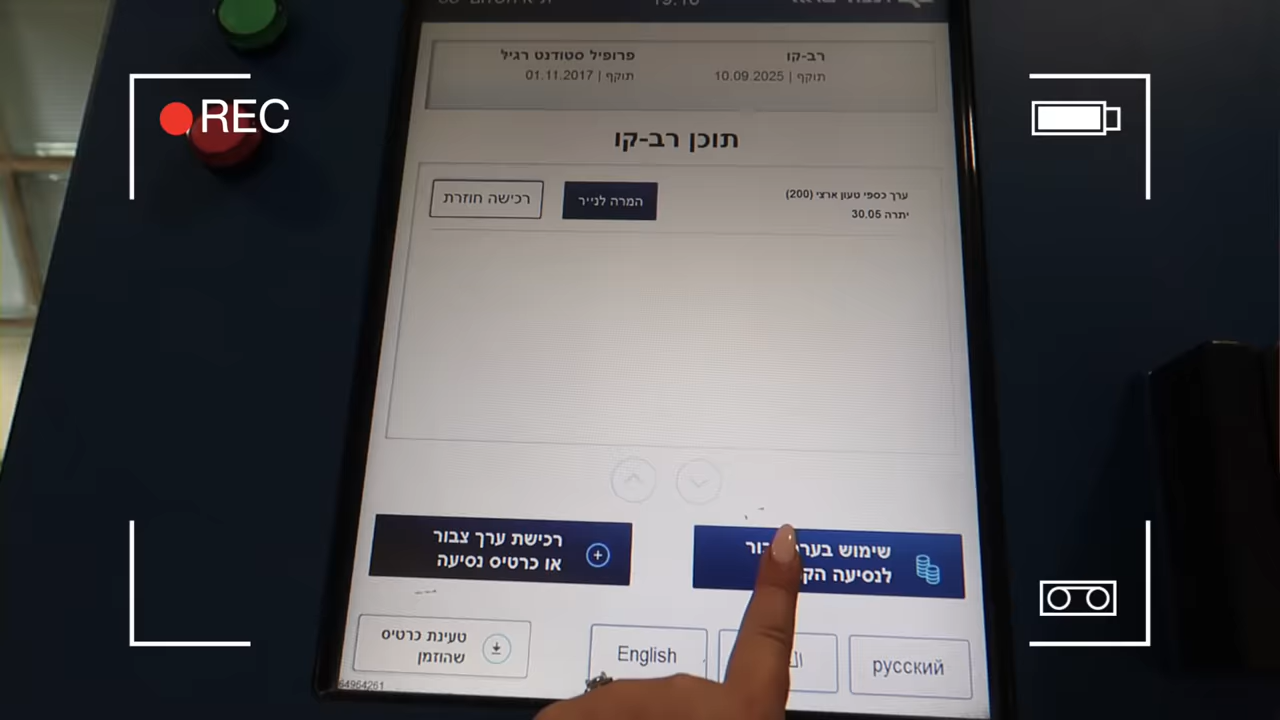 REC
19:10
רב-קו
תוקף | 10.09.2025
פרופיל סטודנט רגיל
תוקף | 01.11.2017
תוכן רב-קו
ערך כספי טעון ארצי (200)
יתרה 30.05
המרה לנייר
רכישה חוזרת
שימוש
לנסיעה
רכישת ערך צבור
או כרטיס נסיעה
русский
English
טעינת כרטיס
שהוזמן
64964261